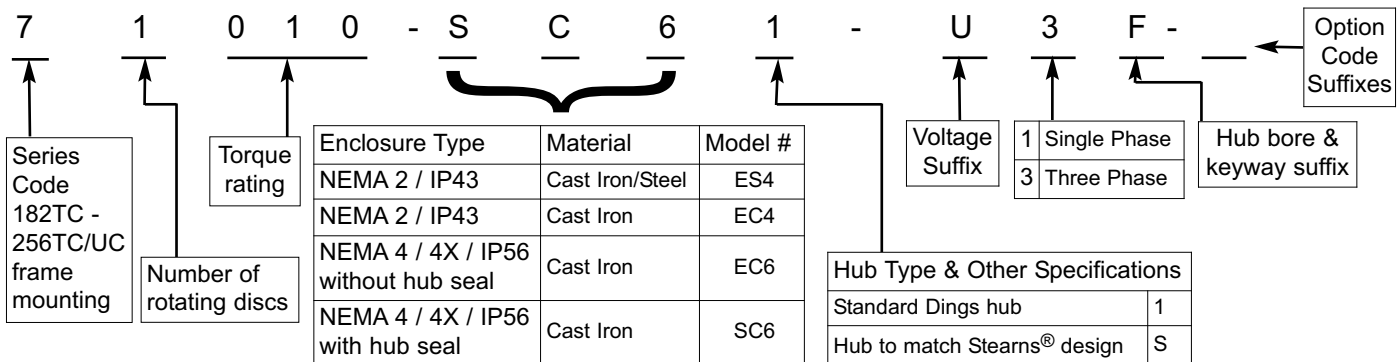 7 1 0 1 0 - S C 6 1 - U 3 F -
Option
Code
Suffixes
Series
Code
182TC -
256TC/UC
frame
mounting
Number of
rotating discs
Torque
rating
Enclosure Type Material Model #
NEMA 2 / IP43 Cast Iron/Steel ES4
NEMA 2 / IP43 Cast Iron EC4
NEMA 4 / 4X / IP56
without hub seal Cast Iron EC6
NEMA 4 / 4X / IP56
with hub seal Cast Iron SC6
Hub Type & Other Specifications
Standard Dings hub 1
Hub to match Stearns® design S
Voltage
Suffix
1 Single Phase
3 Three Phase
Hub bore &
keyway suffix